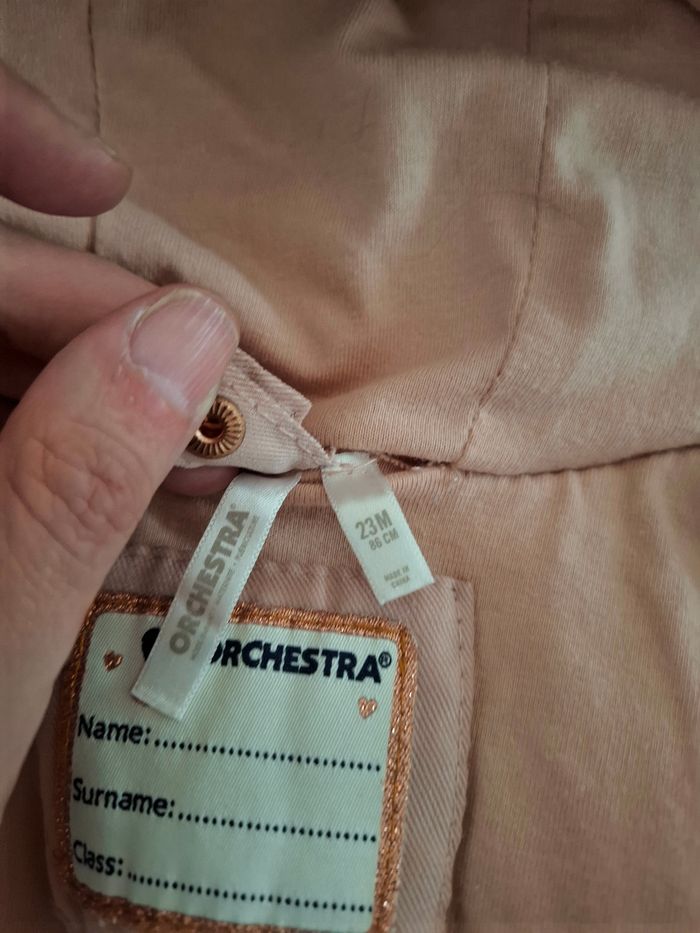 ORCHESTRA®
23M
86 CM
MADE IN
CHINA
ORCHESTRA®
Name:
Surname:
Class: